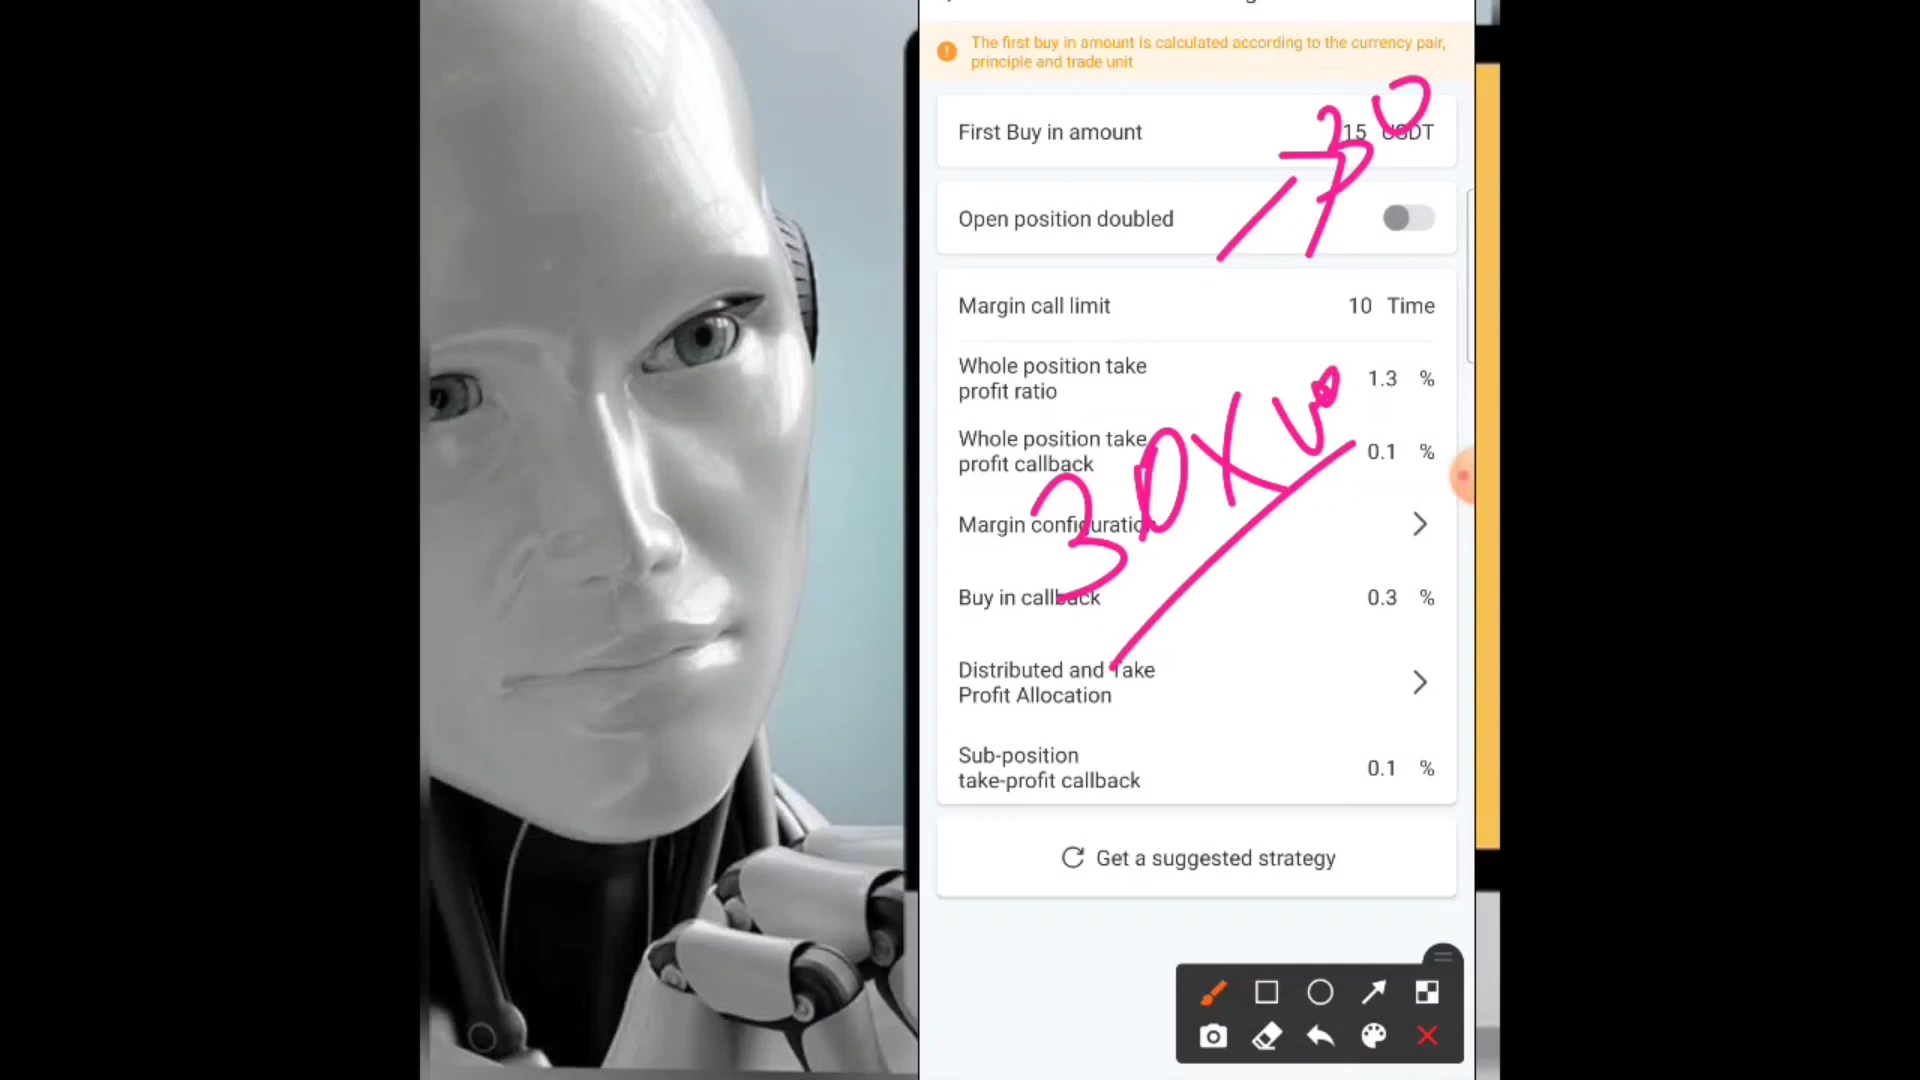 The first buy in amount is calculated according to the currency pair,
principle and trade unit
First Buy in amount 15 USDT
30
Open position doubled
Margin call limit 10 Time
Whole position take
profit ratio 1.3 %
Whole position take
profit callback 0.1 %
30X
Margin configuration
Buy in callback 0.3 %
Distributed and Take
Profit Allocation
Sub-position
take-profit callback 0.1 %
Get a suggested strategy